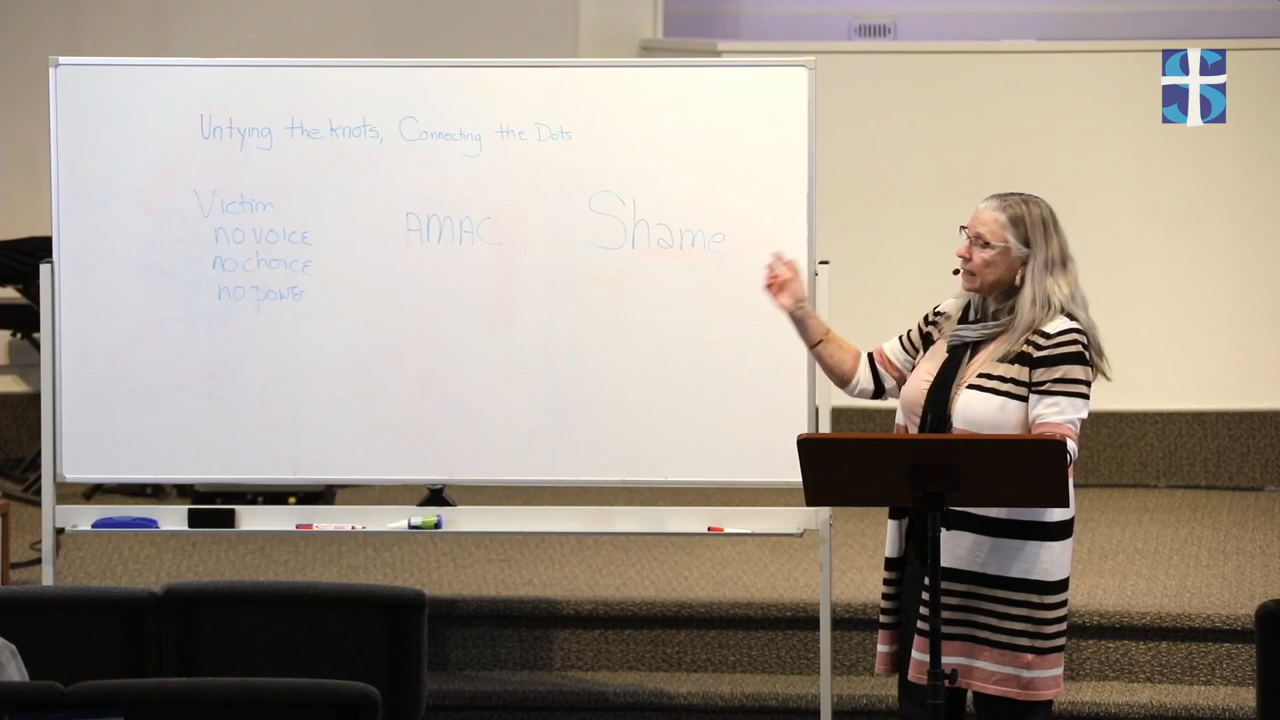 Untying the knots, Connecting the Dots
Victim
no voice
no choice
no power
AMAC
Shame